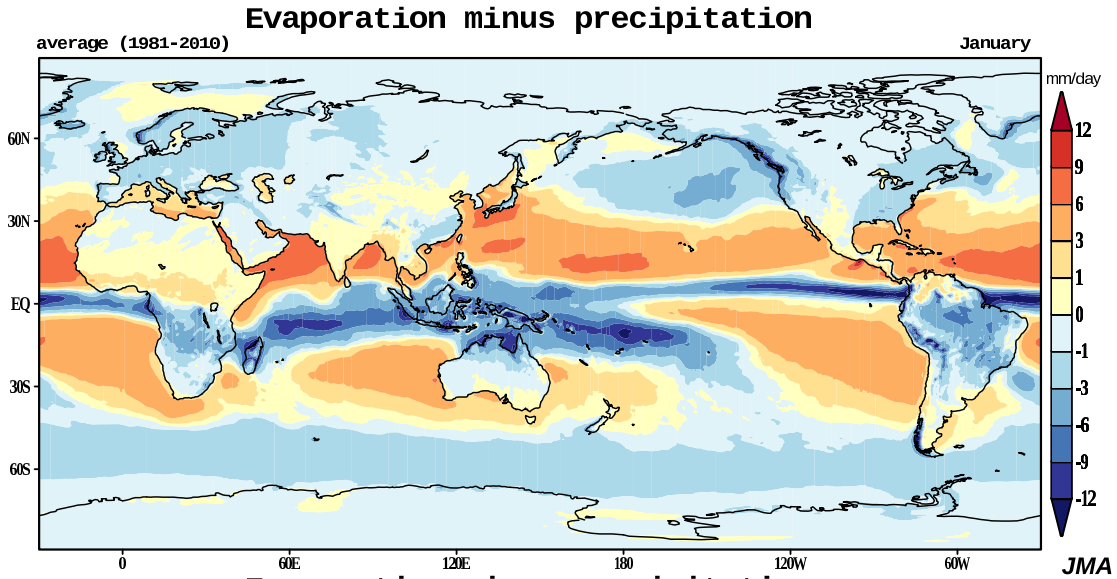 Evaporation minus precipitation
average (1981-2010) January
mm/day
12
9
6
3
1
0
-1
-3
-6
-9
-12
60N
30N
EQ
30S
60S
0 60E 120E 180 120W 60W
JMA